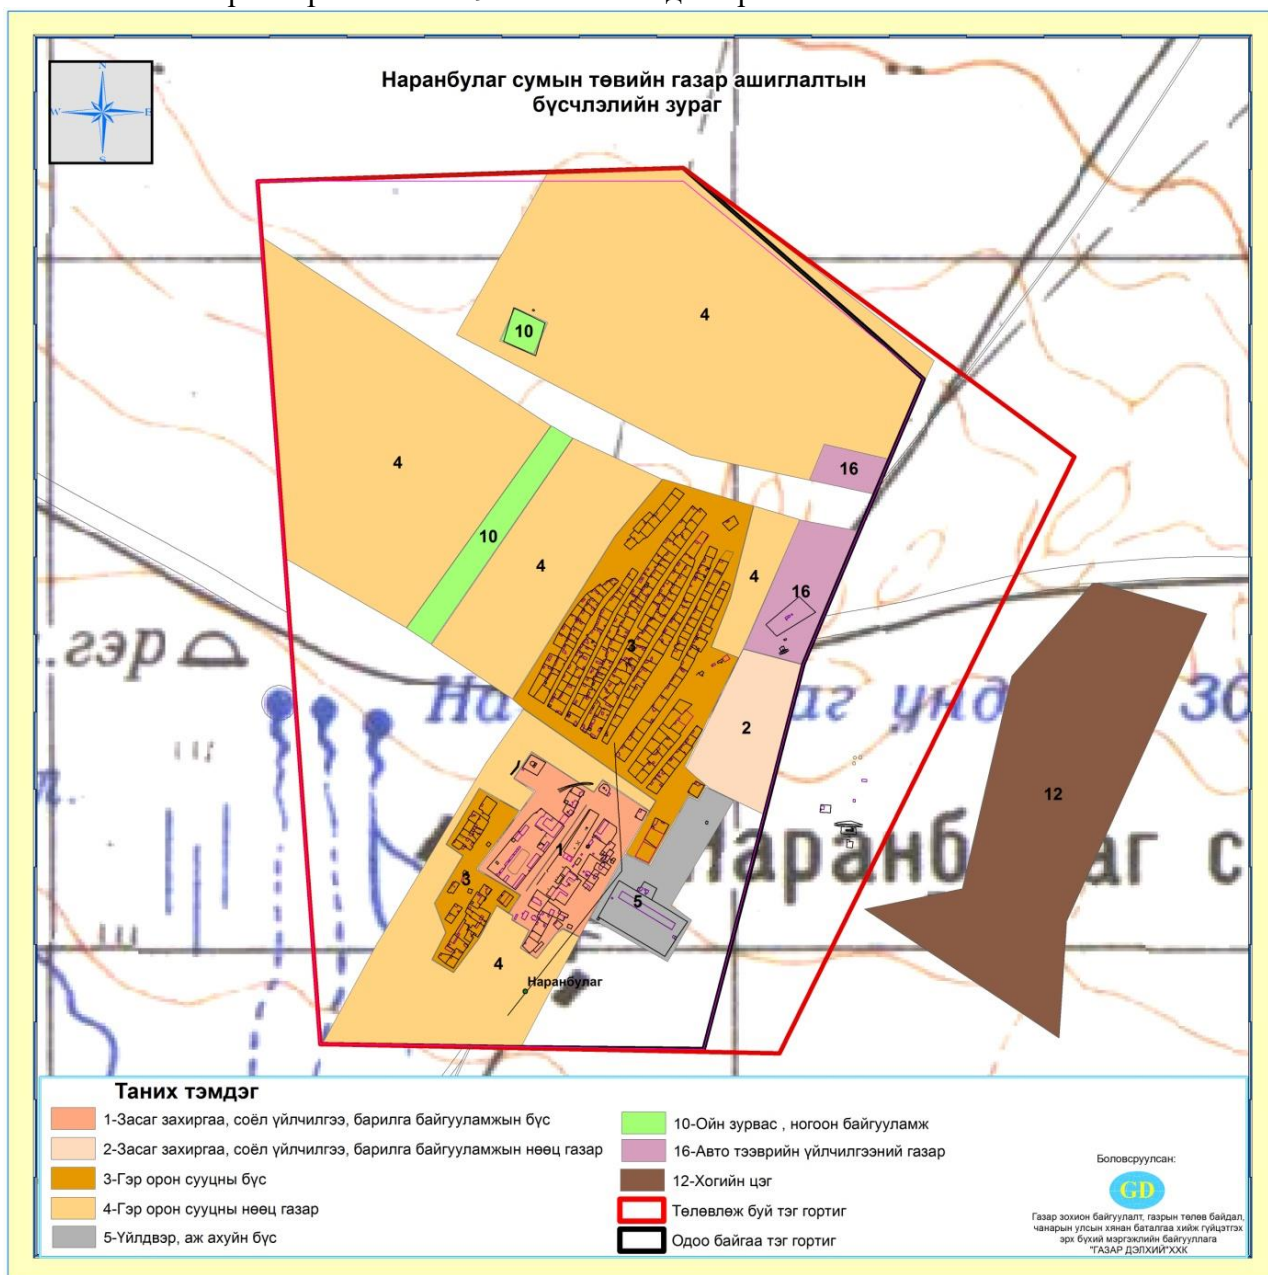 Наранбулаг сумын төвийн газар ашиглалтын
бүсчлэлийн зураг
N
W
E
S
4
10
4
16
10
4
4
16
3
.гэр
2
12
1
3
5
4
Наранбулаг
Таних тэмдэг
1-Засаг захиргаа, соёл үйлчилгээ, барилга байгууламжын бүс
2-Засаг захиргаа, соёл үйлчилгээ, барилга байгууламжын нөөц газар
3-Гэр орон сууцны бүс
4-Гэр орон сууцны нөөц газар
5-Үйлдвэр, аж ахуйн бүс
10-Ойн зурвас , ногоон байгууламж
16-Авто тээврийн үйлчилгээний газар
12-Хогийн цэг
Төлөвлөж буй тэг гортиг
Одоо байгаа тэг гортиг
Боловсруулсан:
GD
Газар зохион байгуулалт, газрын төлөв байдал,
чанарын улсын хянан баталгаа хийж гүйцэтгэх
эрх бүхий мэргэжлийн байгууллага
"ГАЗАР ДЭЛХИЙ"ХХК